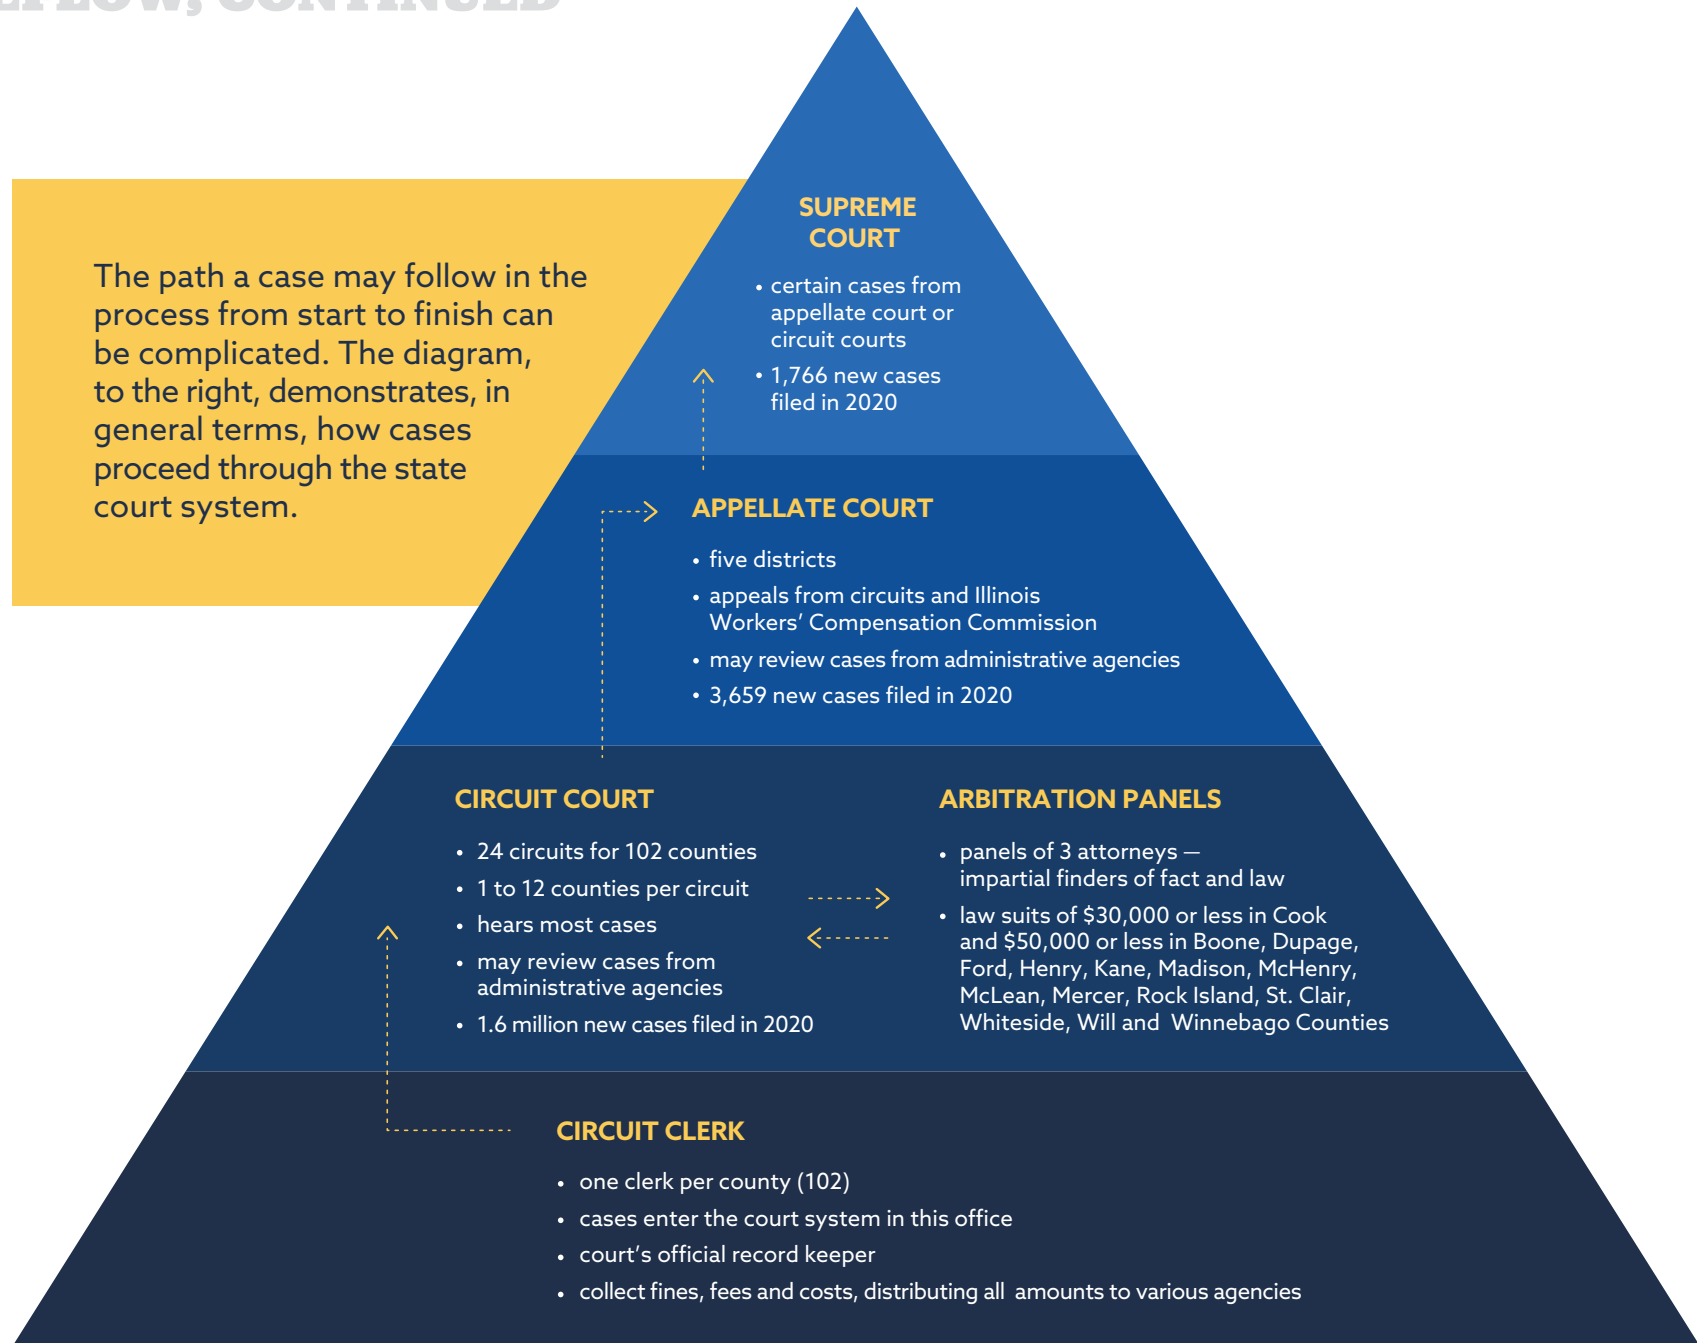 CONTINUED
The path a case may follow in the
process from start to finish can
be complicated. The diagram,
to the right, demonstrates, in
general terms, how cases
proceed through the state
court system.
SUPREME
COURT
• certain cases from
appellate court or
circuit courts
• 1,766 new cases
filed in 2020
APPELLATE COURT
• five districts
• appeals from circuits and Illinois
Workers' Compensation Commission
• may review cases from administrative agencies
• 3,659 new cases filed in 2020
CIRCUIT COURT
• 24 circuits for 102 counties
• 1 to 12 counties per circuit
• hears most cases
• may review cases from
administrative agencies
• 1.6 million new cases filed in 2020
ARBITRATION PANELS
• panels of 3 attorneys —
impartial finders of fact and law
• law suits of $30,000 or less in Cook
and $50,000 or less in Boone, Dupage,
Ford, Henry, Kane, Madison, McHenry,
McLean, Mercer, Rock Island, St. Clair,
Whiteside, Will and Winnebago Counties
CIRCUIT CLERK
• one clerk per county (102)
• cases enter the court system in this office
• court's official record keeper
• collect fines, fees and costs, distributing all amounts to various agencies